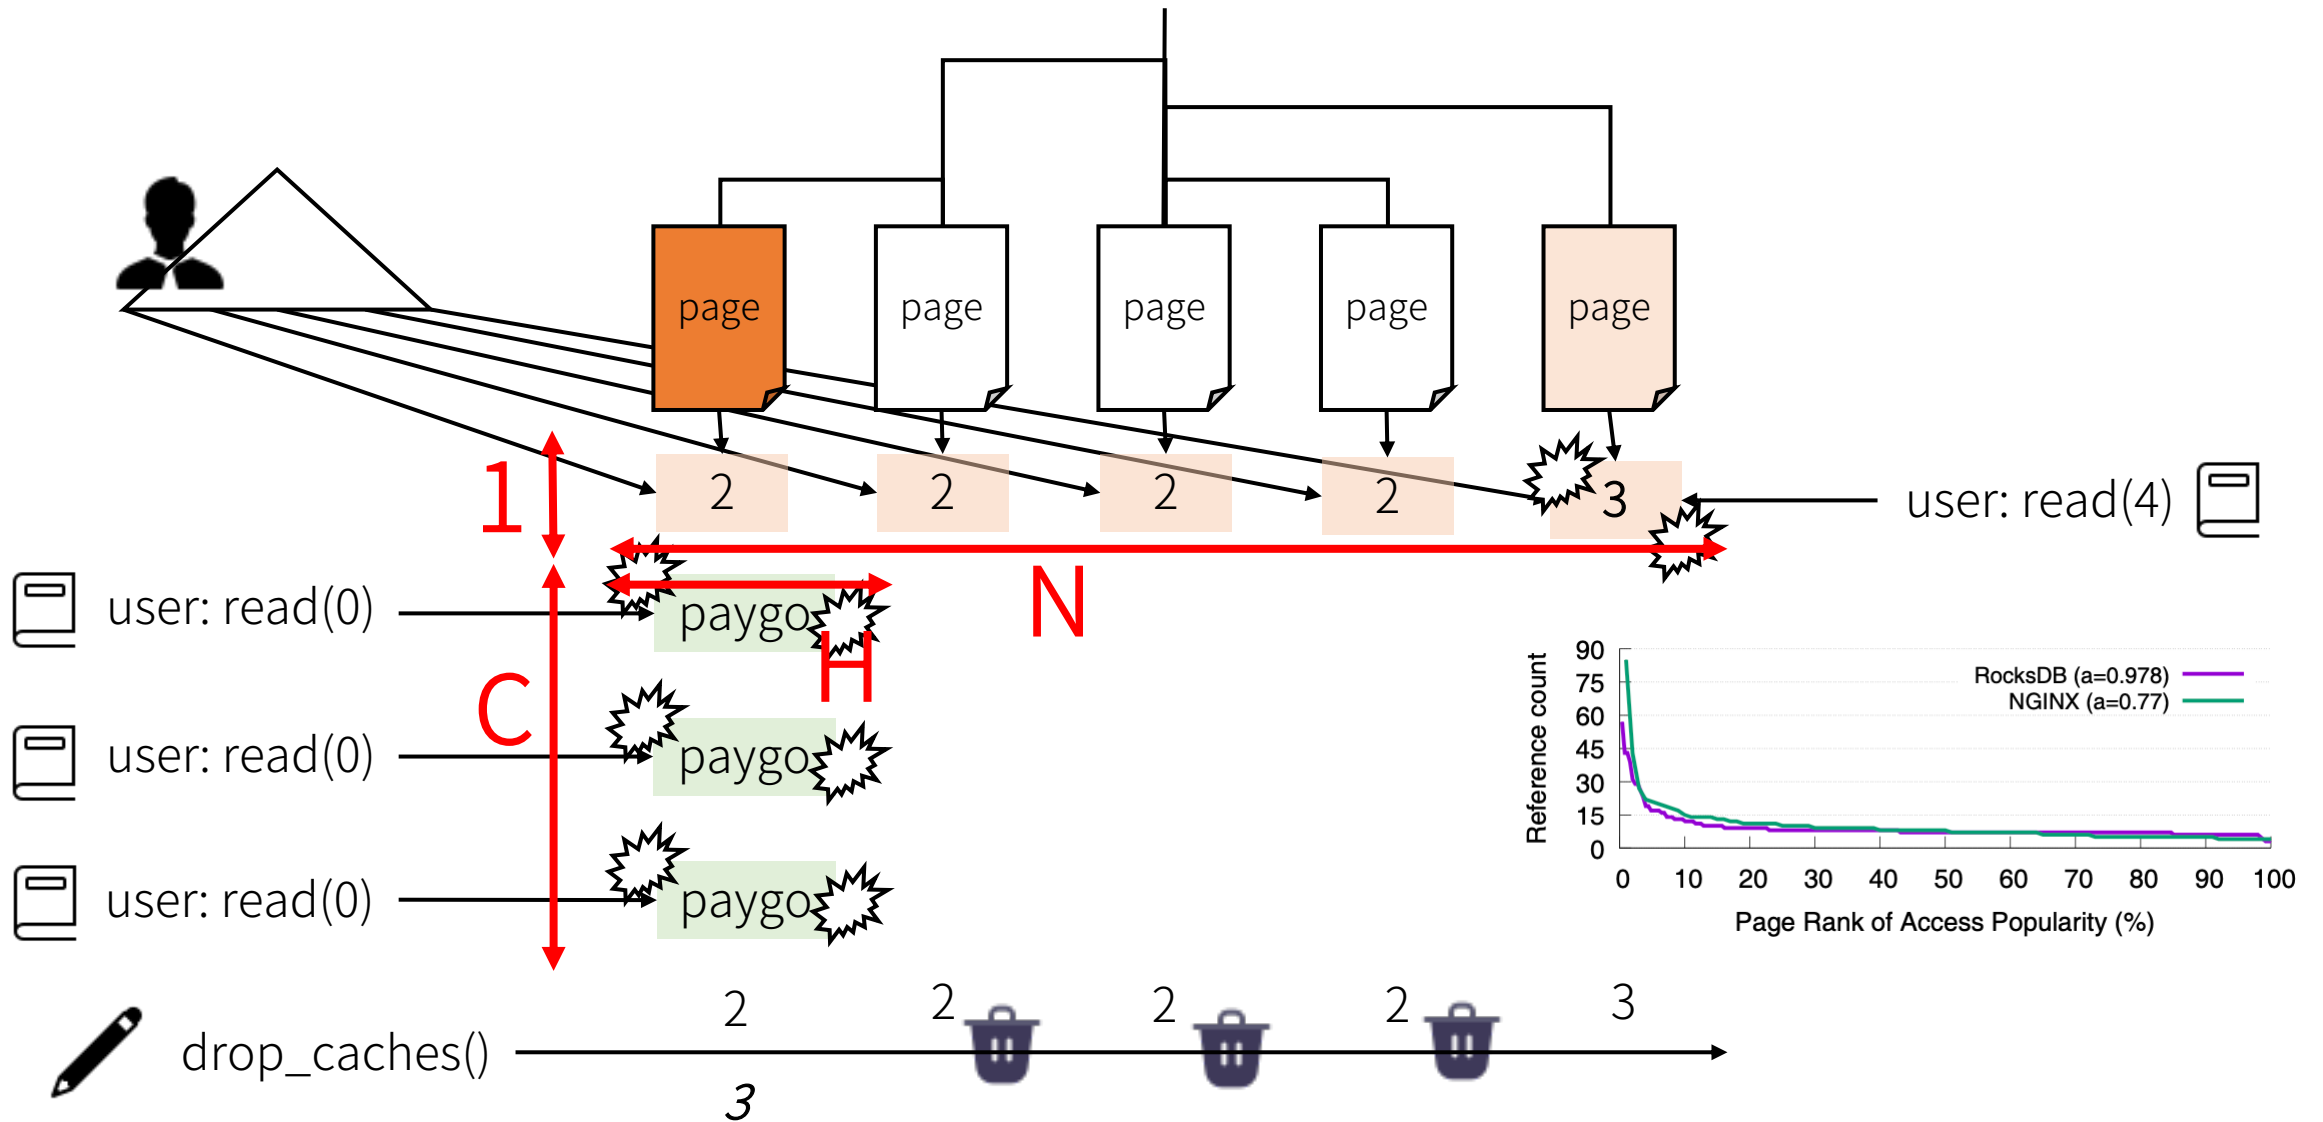 page page page page page
1 2 2 2 2 3 user: read(4)
user: read(0) paygo N
H
C
user: read(0) paygo
user: read(0) paygo
Reference count
90
75
60
45
30
15
0
RocksDB (a=0.978)
NGINX (a=0.77)
0 10 20 30 40 50 60 70 80 90 100
Page Rank of Access Popularity (%)
2 2 2 2 3
drop_caches()
3